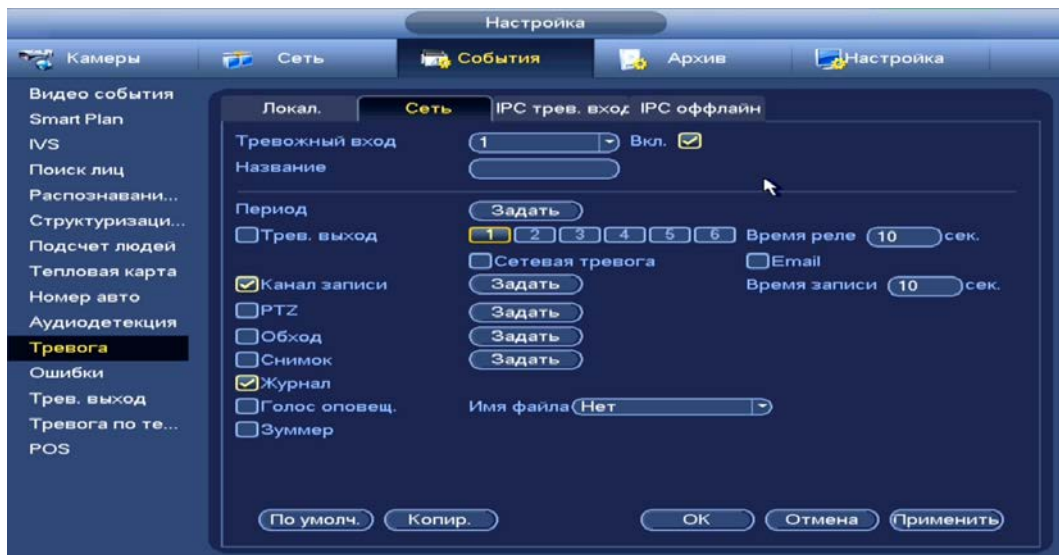 Настройка
Камеры Сеть События Архив Настройка
Видео события
Smart Plan
IVS
Поиск лиц
Распознавани...
Структуризаци...
Подсчет людей
Тепловая карта
Номер авто
Аудиодетекция
Тревога
Ошибки
Трев. выход
Тревога по те...
POS
Локал. Сеть IPC трев. вход IPC оффлайн
Тревожный вход 1 Вкл.
Название
Период Задать
Трев. выход 1 2 3 4 5 6 Время реле 10 сек.
Сетевая тревога Email
Канал записи Задать Время записи 10 сек.
PTZ Задать
Обход Задать
Снимок Задать
Журнал
Голос оповещ. Имя файла Нет
Зуммер
По умолч. Копир. ОК Отмена Применить